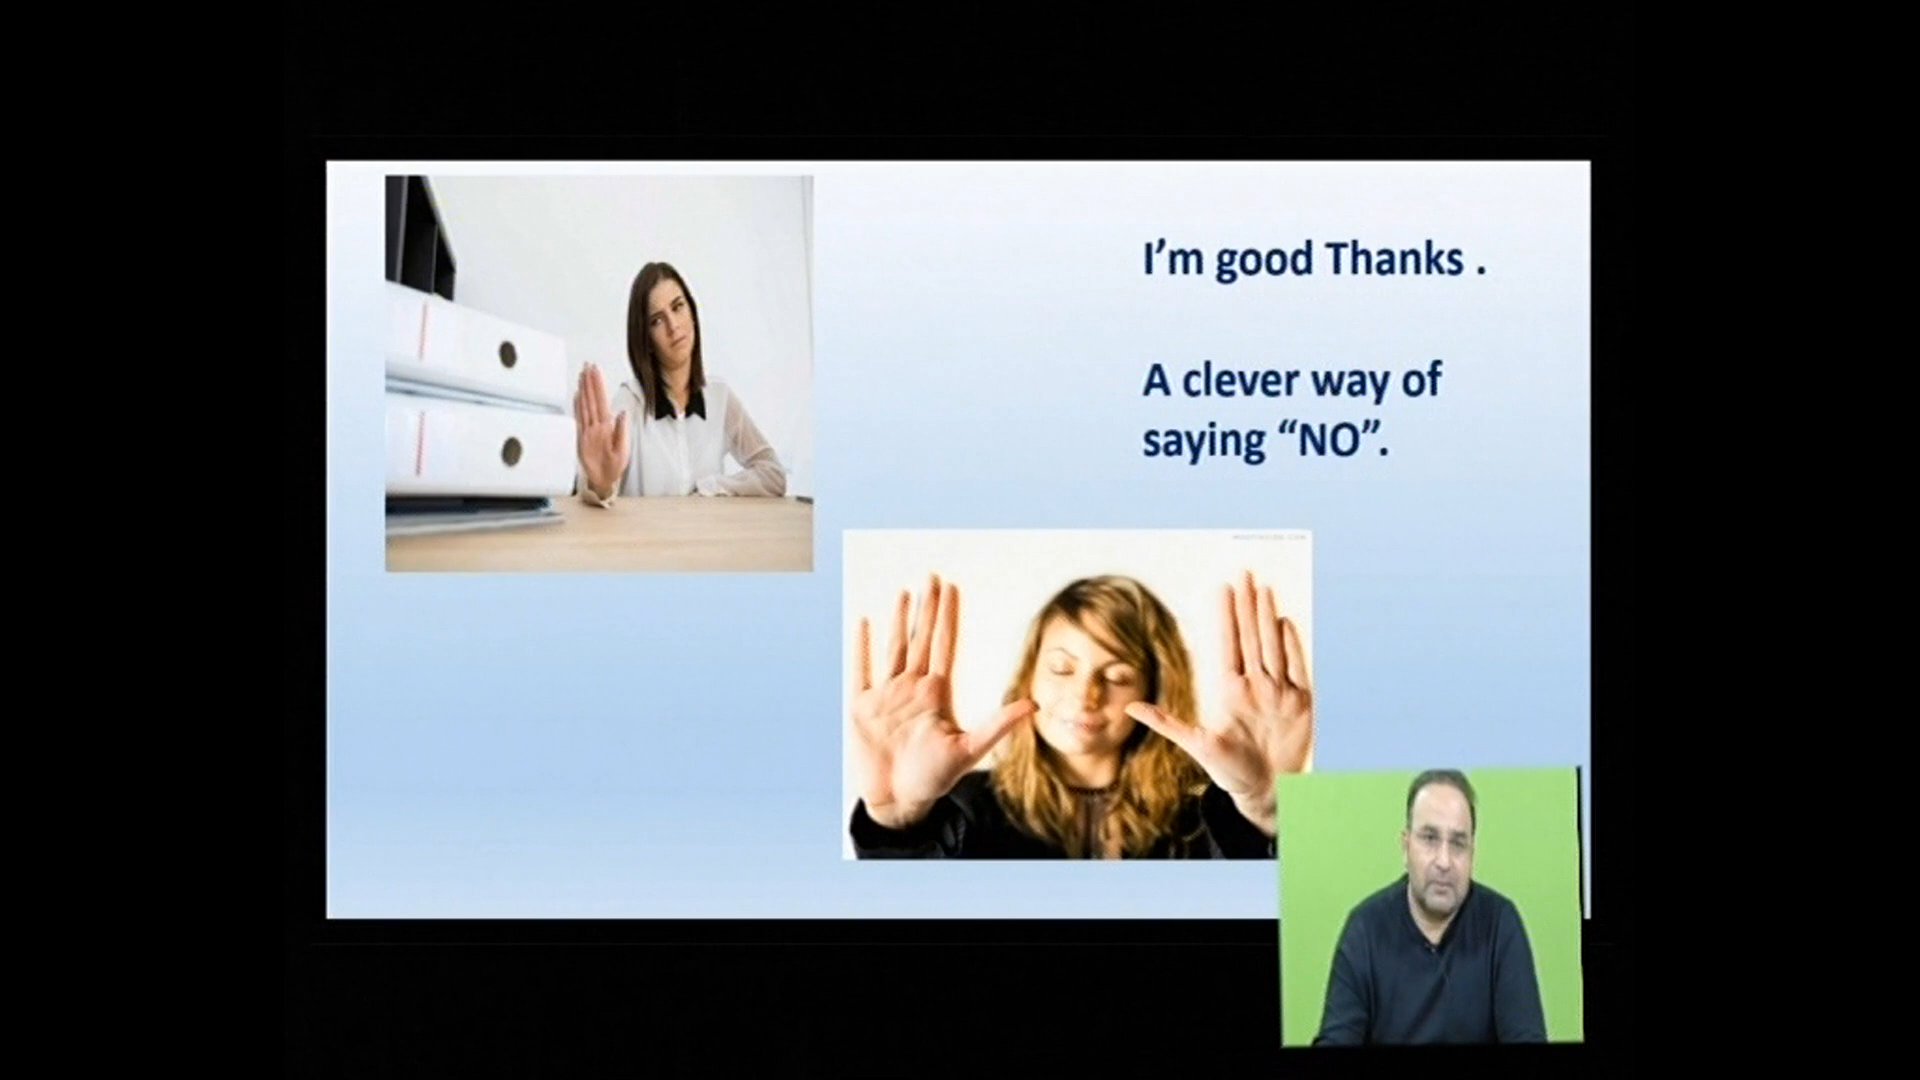 I’m good Thanks .
A clever way of
saying “NO”.